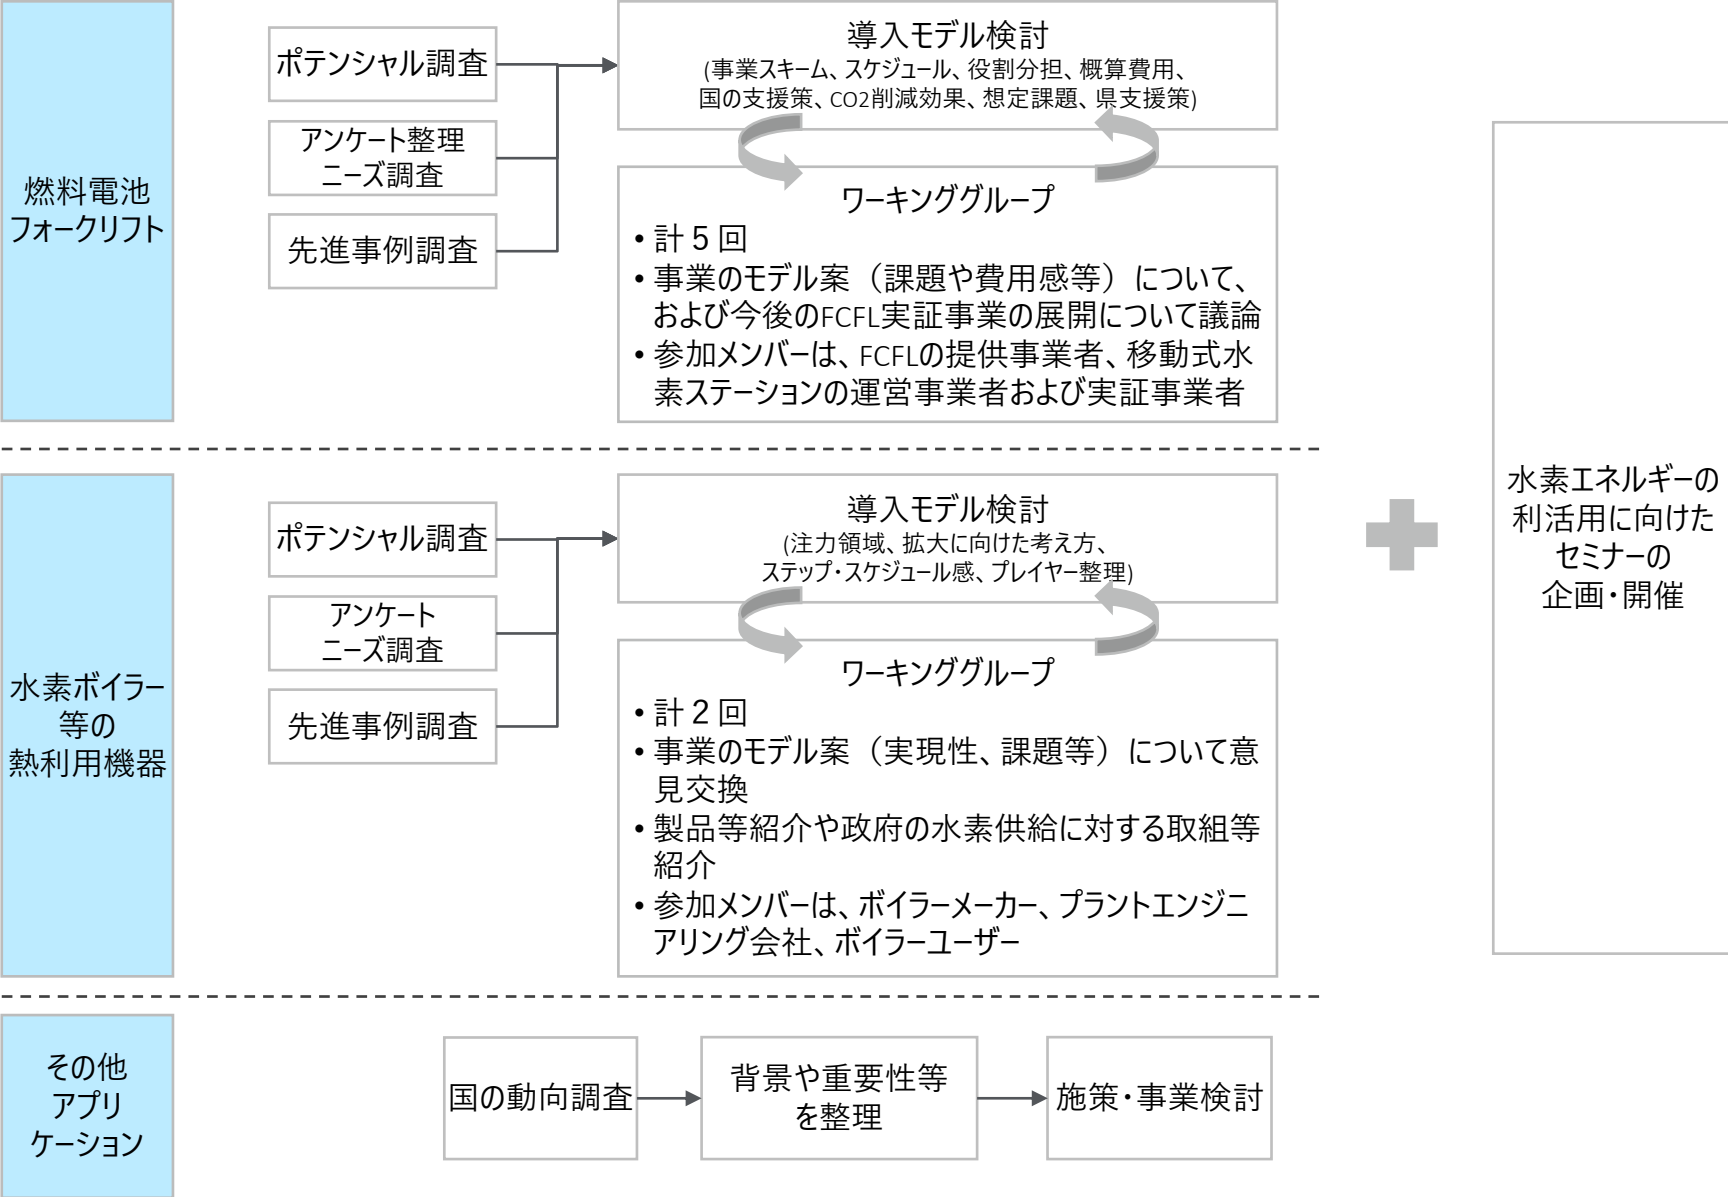 燃料電池
フォークリフト
ポテンシャル調査
アンケート整理
ニーズ調査
先進事例調査
導入モデル検討
(事業スキーム、スケジュール、役割分担、概算費用、
国の支援策、CO2削減効果、想定課題、県支援策)
ワーキンググループ
• 計５回
• 事業のモデル案（課題や費用感等）について、
および今後のFCFL実証事業の展開について議論
• 参加メンバーは、FCFLの提供事業者、移動式水
素ステーションの運営事業者および実証事業者
水素ボイラー
等の
熱利用機器
ポテンシャル調査
アンケート
ニーズ調査
先進事例調査
導入モデル検討
(注力領域、拡大に向けた考え方、
ステップ・スケジュール感、プレイヤー整理)
ワーキンググループ
• 計２回
• 事業のモデル案（実現性、課題等）について意
見交換
• 製品等紹介や政府の水素供給に対する取組等
紹介
• 参加メンバーは、ボイラーメーカー、プラントエンジニ
アリング会社、ボイラーユーザー
その他
アプリ
ケーション
国の動向調査
背景や重要性等
を整理
施策・事業検討
水素エネルギーの
利活用に向けた
セミナーの
企画・開催